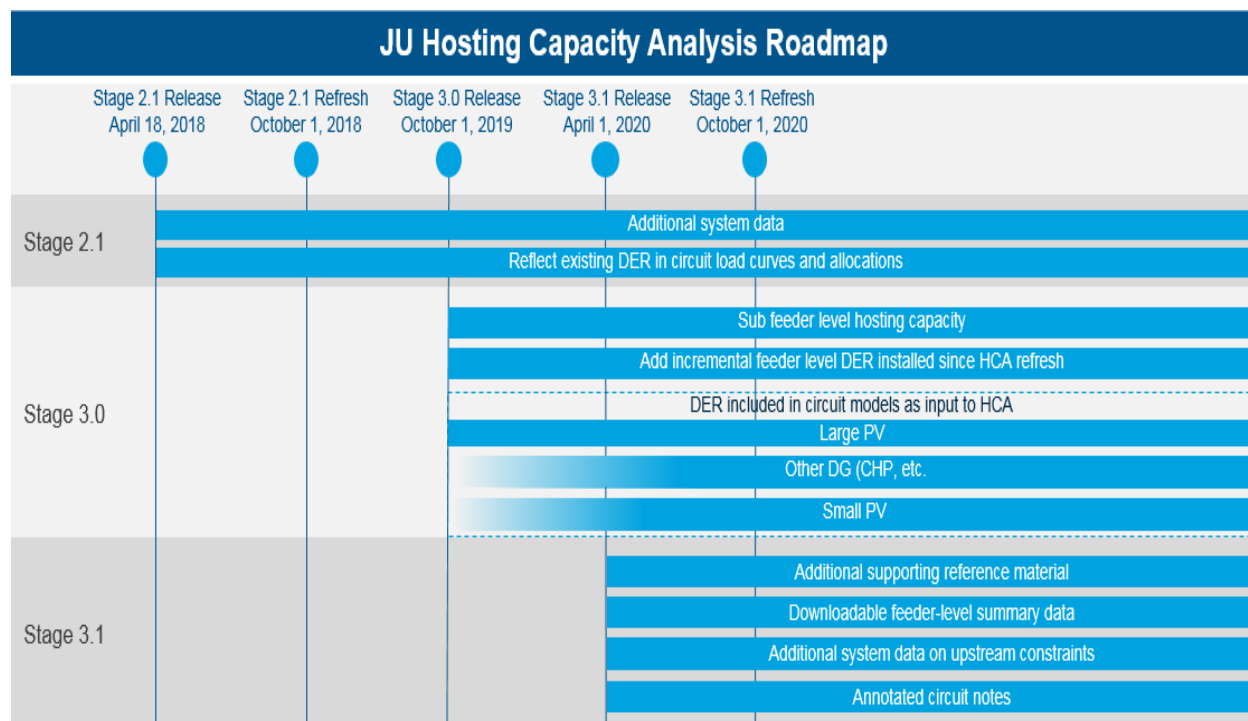 JU Hosting Capacity Analysis Roadmap
Stage 2.1 Release
April 18, 2018
Stage 2.1 Refresh
October 1, 2018
Stage 3.0 Release
October 1, 2019
Stage 3.1 Release
April 1, 2020
Stage 3.1 Refresh
October 1, 2020
Stage 2.1
Additional system data
Reflect existing DER in circuit load curves and allocations
Stage 3.0
Sub feeder level hosting capacity
Add incremental feeder level DER installed since HCA refresh
DER included in circuit models as input to HCA
Large PV
Other DG (CHP, etc.
Small PV
Stage 3.1
Additional supporting reference material
Downloadable feeder-level summary data
Additional system data on upstream constraints
Annotated circuit notes